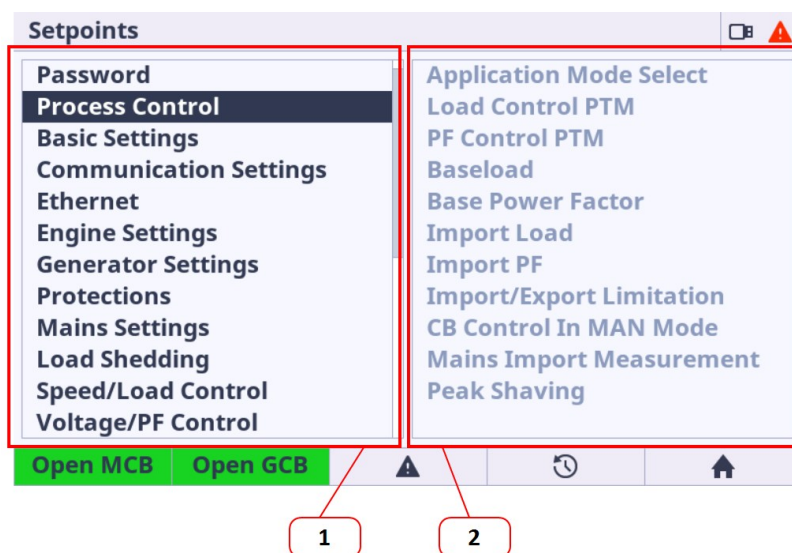 Setpoints
Password
Process Control
Basic Settings
Communication Settings
Ethernet
Engine Settings
Generator Settings
Protections
Mains Settings
Load Shedding
Speed/Load Control
Voltage/PF Control
Application Mode Select
Load Control PTM
PF Control PTM
Baseload
Base Power Factor
Import Load
Import PF
Import/Export Limitation
CB Control In MAN Mode
Mains Import Measurement
Peak Shaving
Open MCB Open GCB
1 2